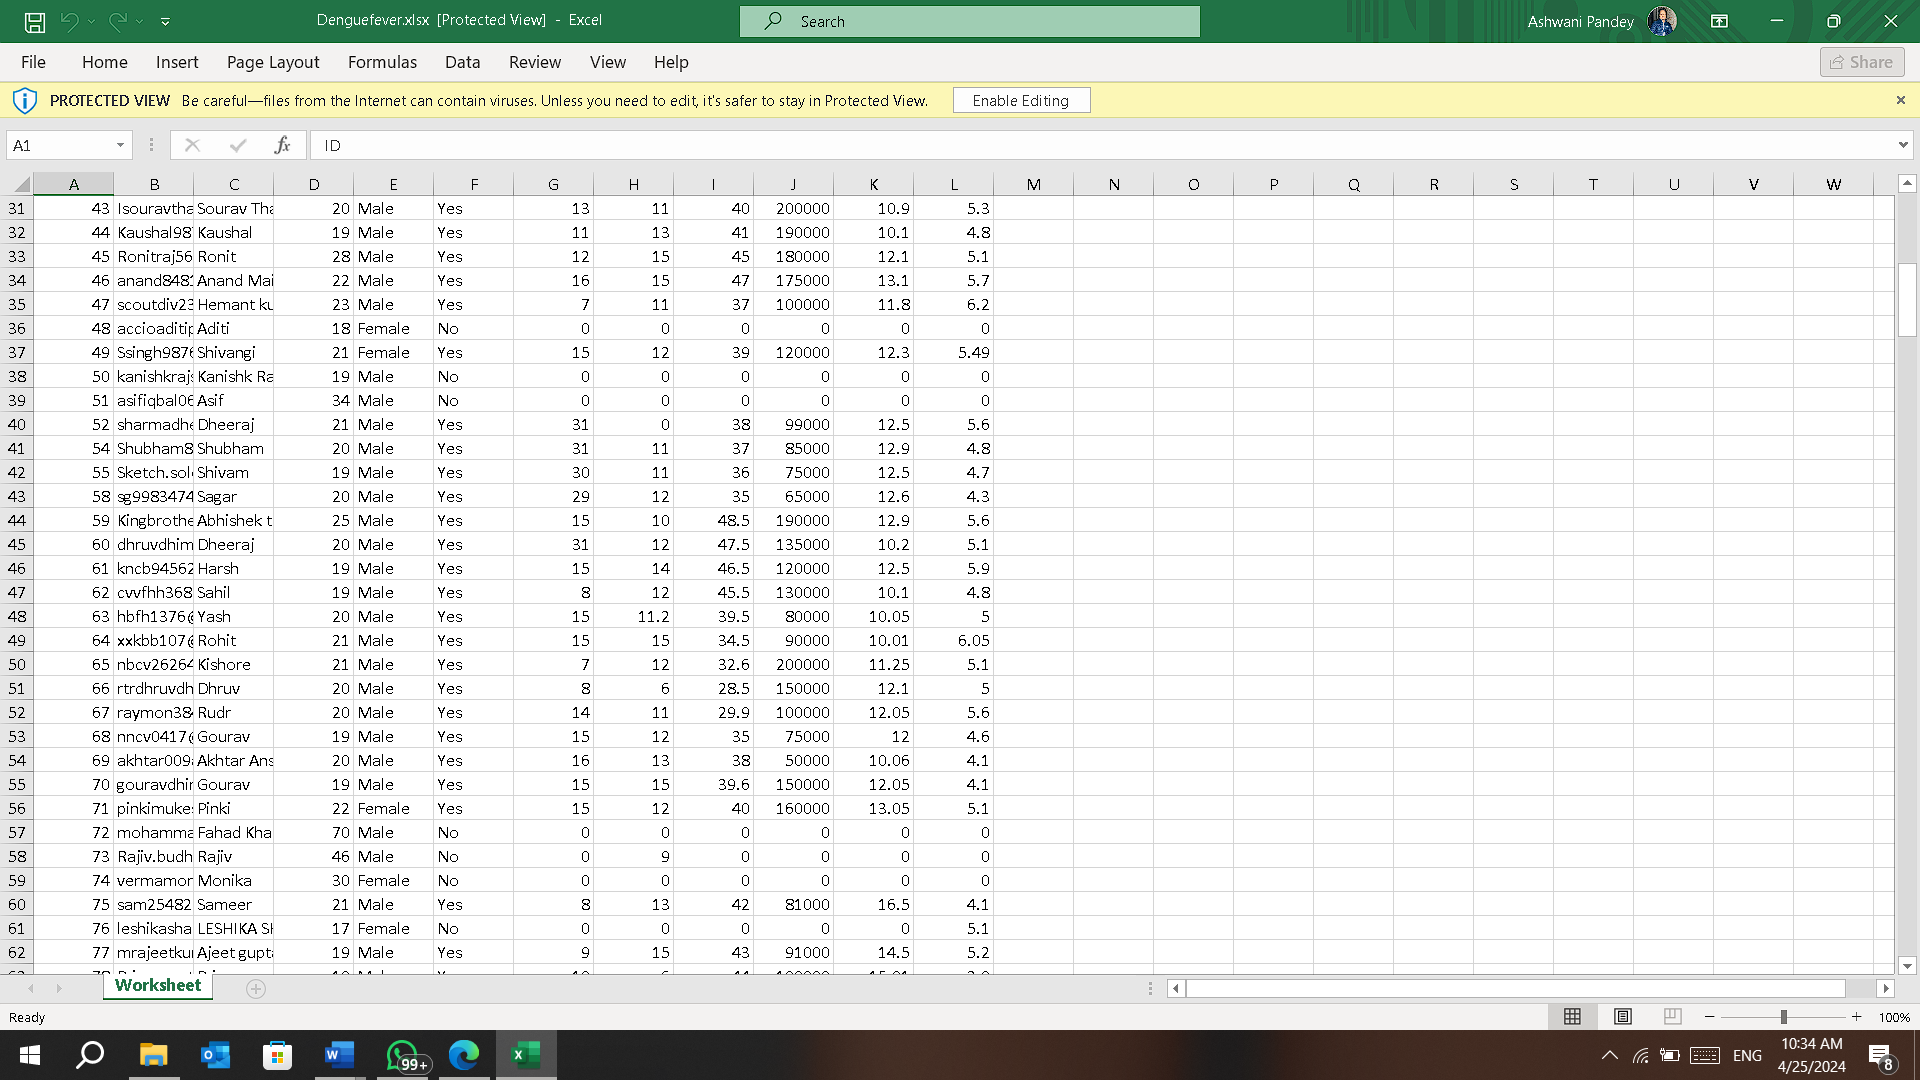 Denguefever.xlsx [Protected View] - Excel
Search
Ashwani Pandey
File Home Insert Page Layout Formulas Data Review View Help
Share
PROTECTED VIEW Be careful—files from the Internet can contain viruses. Unless you need to edit, it's safer to stay in Protected View. Enable Editing
A1 fx ID
A B C D E F G H I J K L M N O P Q R S T U V W
31 43 Isouravtha Sourav Tha 20 Male Yes 13 11 40 200000 10.9 5.3
32 44 Kaushal98 Kaushal 19 Male Yes 11 13 41 190000 10.1 4.8
33 45 Ronitraj56 Ronit 28 Male Yes 12 15 45 180000 12.1 5.1
34 46 anand8481 Anand Mai 22 Male Yes 16 15 47 175000 13.1 5.7
35 47 scoutdiv23 Hemant ku 23 Male Yes 7 11 37 100000 11.8 6.2
36 48 accioaditip Aditi 18 Female No 0 0 0 0 0 0
37 49 Ssingh9876 Shivangi 21 Female Yes 15 12 39 120000 12.3 5.49
38 50 kanishkrajs Kanishk Ra 19 Male No 0 0 0 0 0 0
39 51 asifiqbal06 Asif 34 Male No 0 0 0 0 0 0
40 52 sharmadhe Dheeraj 21 Male Yes 31 0 38 99000 12.5 5.6
41 54 Shubham8 Shubham 20 Male Yes 31 11 37 85000 12.9 4.8
42 55 Sketch.sol Shivam 19 Male Yes 30 11 36 75000 12.5 4.7
43 58 sg9983474 Sagar 20 Male Yes 29 12 35 65000 12.6 4.3
44 59 Kingbrothe Abhishek t 25 Male Yes 15 10 48.5 190000 12.9 5.6
45 60 dhruvdhim Dheeraj 20 Male Yes 31 12 47.5 135000 10.2 5.1
46 61 kncb94562 Harsh 19 Male Yes 15 14 46.5 120000 12.5 5.9
47 62 cvvfhh368 Sahil 19 Male Yes 8 12 45.5 130000 10.1 4.8
48 63 hbfh1376@ Yash 20 Male Yes 15 11.2 39.5 80000 10.05 5
49 64 xxkbb107@ Rohit 21 Male Yes 15 15 34.5 90000 10.01 6.05
50 65 nbcv26264 Kishore 21 Male Yes 7 12 32.6 200000 11.25 5.1
51 66 rtrdhruvdh Dhruv 20 Male Yes 8 6 28.5 150000 12.1 5
52 67 raymon384 Rudr 20 Male Yes 14 11 29.9 100000 12.05 5.6
53 68 nncv0417@ Gourav 19 Male Yes 15 12 35 75000 12 4.6
54 69 akhtar009 Akhtar Ans 20 Male Yes 16 13 38 50000 10.06 4.1
55 70 gouravdhi Gourav 19 Male Yes 15 15 39.6 150000 12.05 4.1
56 71 pinkimuke Pinki 22 Female Yes 15 12 40 160000 13.05 5.1
57 72 mohamma Fahad Kha 70 Male No 0 0 0 0 0 0
58 73 Rajiv.budh Rajiv 46 Male No 0 9 0 0 0 0
59 74 vermamor Monika 30 Female No 0 0 0 0 0 0
60 75 sam25482 Sameer 21 Male Yes 8 13 42 81000 16.5 4.1
61 76 leshikasha LESHIKA SH 17 Female No 0 0 0 0 0 5.1
62 77 mrajeetkur Ajeet gupt 19 Male Yes 9 15 43 91000 14.5 5.2
Worksheet
Ready 100%
99+ ENG 10:34 AM
4/25/2024 8